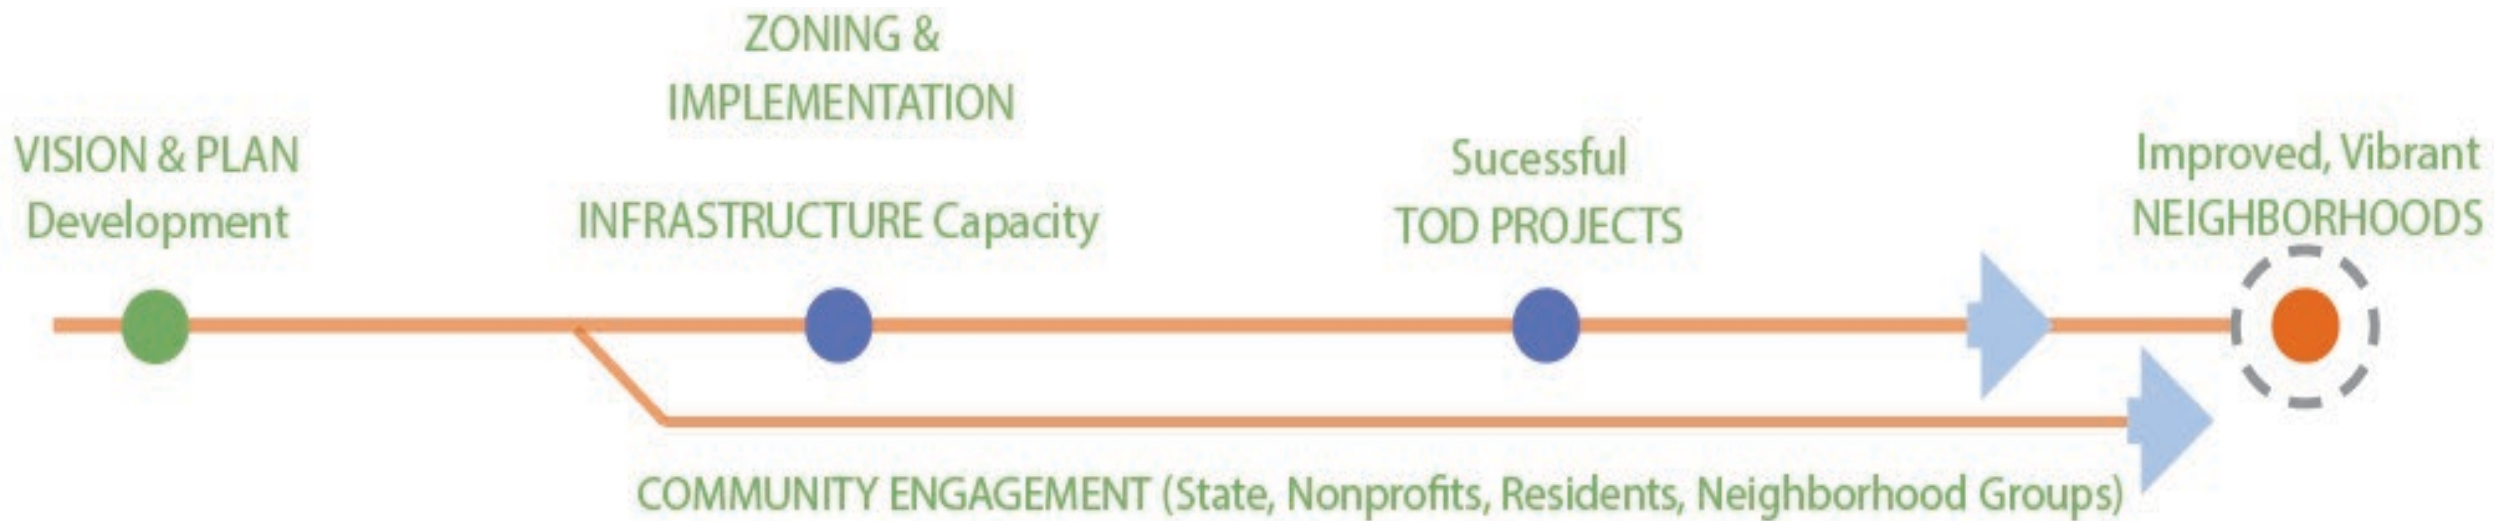 VISION & PLAN
Development
ZONING &
IMPLEMENTATION
INFRASTRUCTURE Capacity
Sucessful
TOD PROJECTS
Improved, Vibrant
NEIGHBORHOODS
COMMUNITY ENGAGEMENT (State, Nonprofits, Residents, Neighborhood Groups)